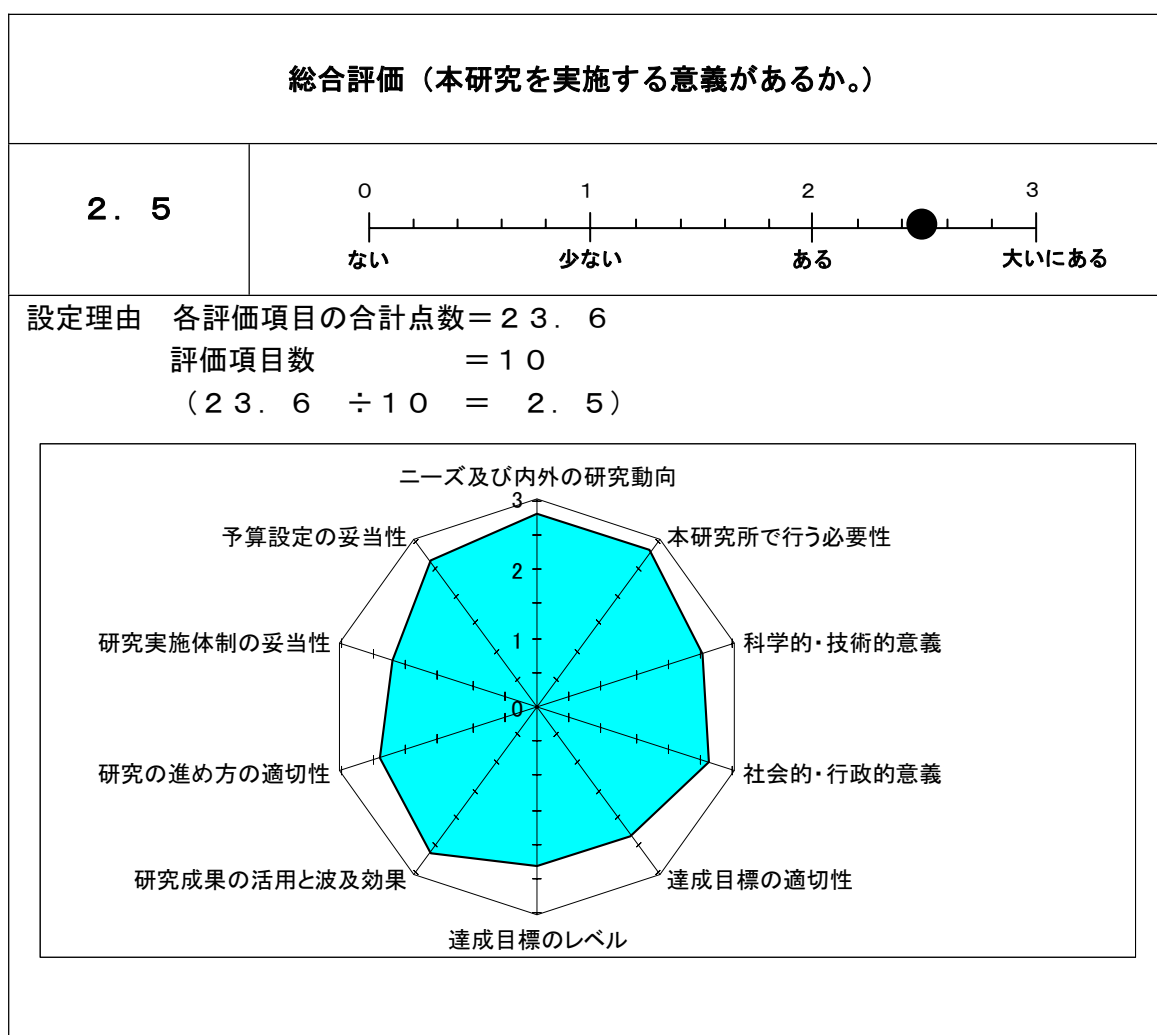 総合評価（本研究を実施する意義があるか。）
２．５
0 1 2 3
ない 少ない ある 大いにある
設定理由　各評価項目の合計点数＝２３．６
評価項目数　＝１０
（２３．６　÷１０　＝　２．５）
ニーズ及び内外の研究動向
予算設定の妥当性
本研究所で行う必要性
研究実施体制の妥当性
科学的・技術的意義
研究の進め方の適切性
社会的・行政的意義
研究成果の活用と波及効果
達成目標の適切性
達成目標のレベル
3
2
1
0